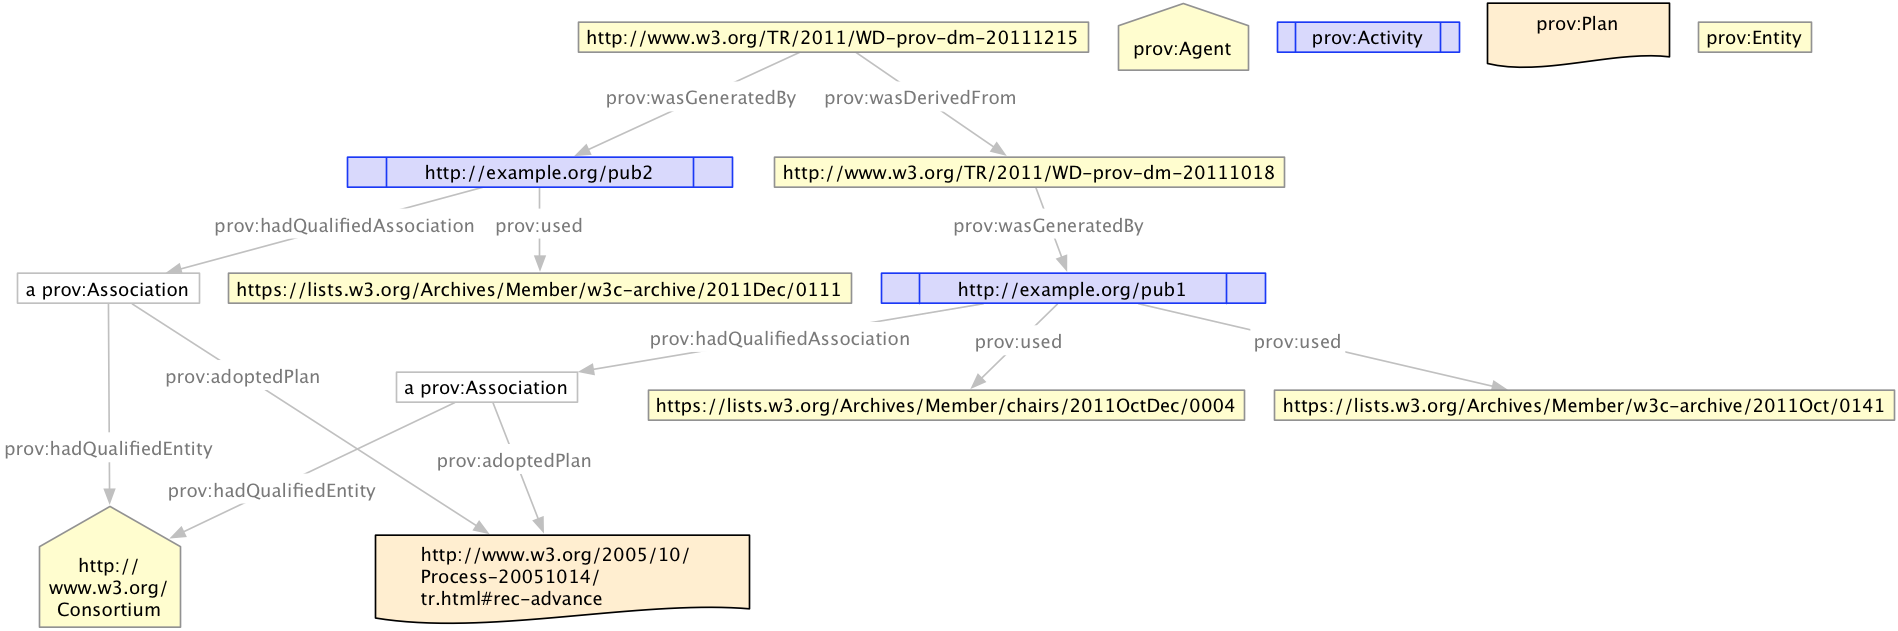 http://www.w3.org/TR/2011/WD-prov-dm-20111215
prov:Agent
prov:Activity
prov:Plan
prov:Entity
prov:wasGeneratedBy
prov:wasDerivedFrom
http://example.org/pub2
http://www.w3.org/TR/2011/WD-prov-dm-20111018
prov:hadQualifiedAssociation
prov:used
prov:wasGeneratedBy
a prov:Association
https://lists.w3.org/Archives/Member/w3c-archive/2011Dec/0111
http://example.org/pub1
prov:hadQualifiedAssociation
prov:used
prov:used
prov:adoptedPlan
a prov:Association
https://lists.w3.org/Archives/Member/chairs/2011OctDec/0004
https://lists.w3.org/Archives/Member/w3c-archive/2011Oct/0141
prov:hadQualifiedEntity
prov:adoptedPlan
prov:hadQualifiedEntity
http://
www.w3.org/
Consortium
http://www.w3.org/2005/10/
Process-20051014/
tr.html#rec-advance